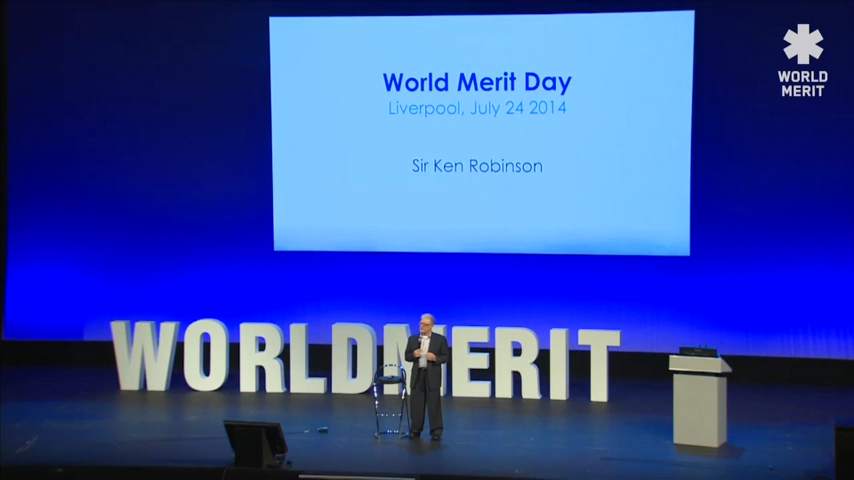 World Merit Day
Liverpool, July 24 2014
Sir Ken Robinson
WORLD
MERIT
WORLDMERIT